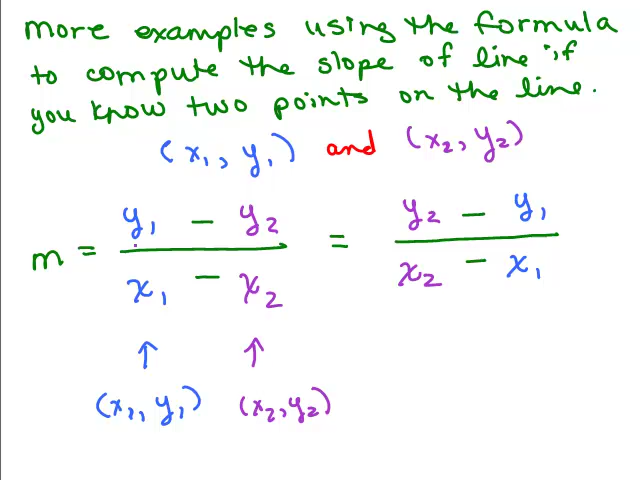 more examples using the formula
to compute the slope of line if
you know two points on the line.
(x₁, y₁) and (x₂, y₂)
m = y₁ - y₂ / x₁ - x₂ = y₂ - y₁ / x₂ - x₁
↑ ↑
(x₁, y₁) (x₂, y₂)